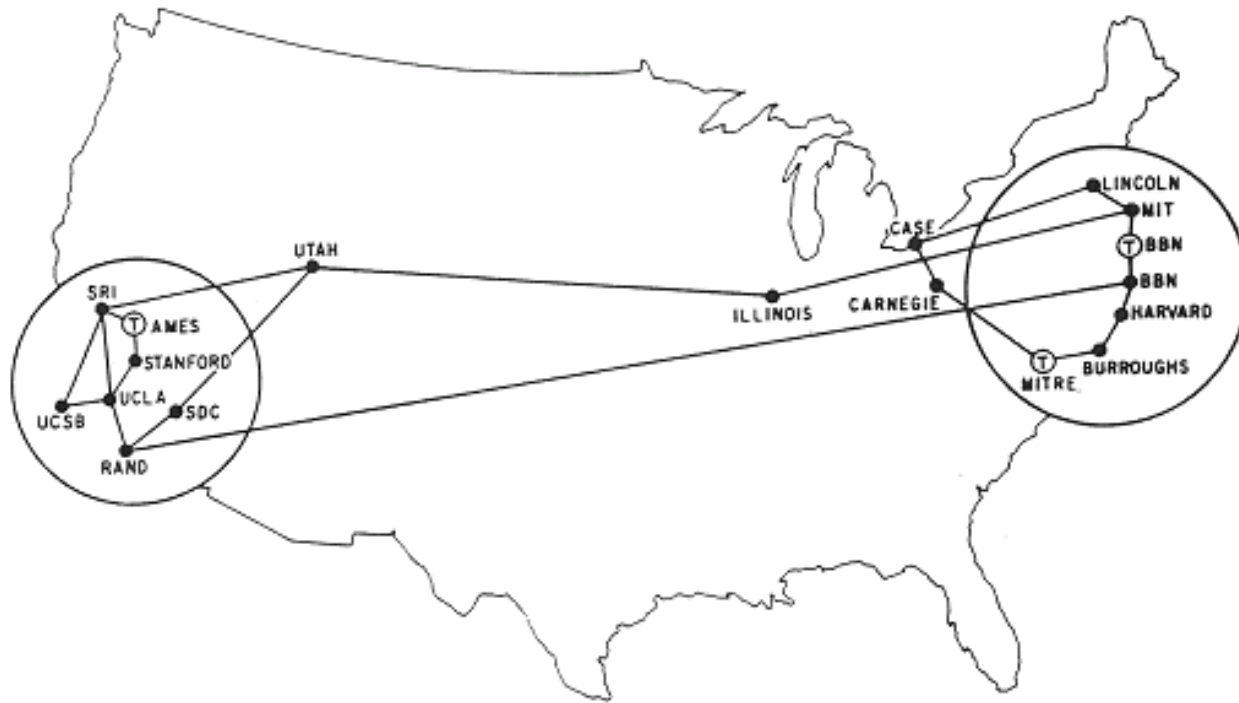 LINCOLN
MIT
CASE
T BBN
UTAH
BBN
SRI
ILLINOIS
CARNEGIE
HARVARD
T AMES
STANFORD
T
BURROUGHS
MITRE
UCLA
SDC
UCSB
RAND